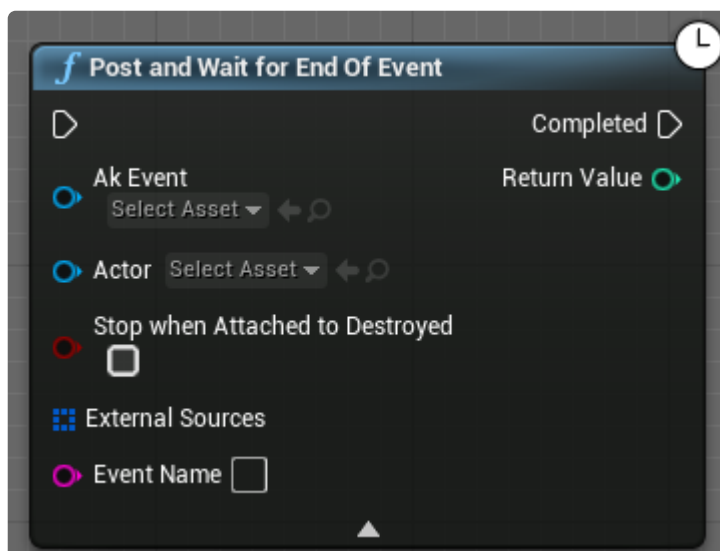 Post and Wait for End Of Event
Completed
Ak Event
Return Value
Select Asset
Actor Select Asset
Stop when Attached to Destroyed
External Sources
Event Name